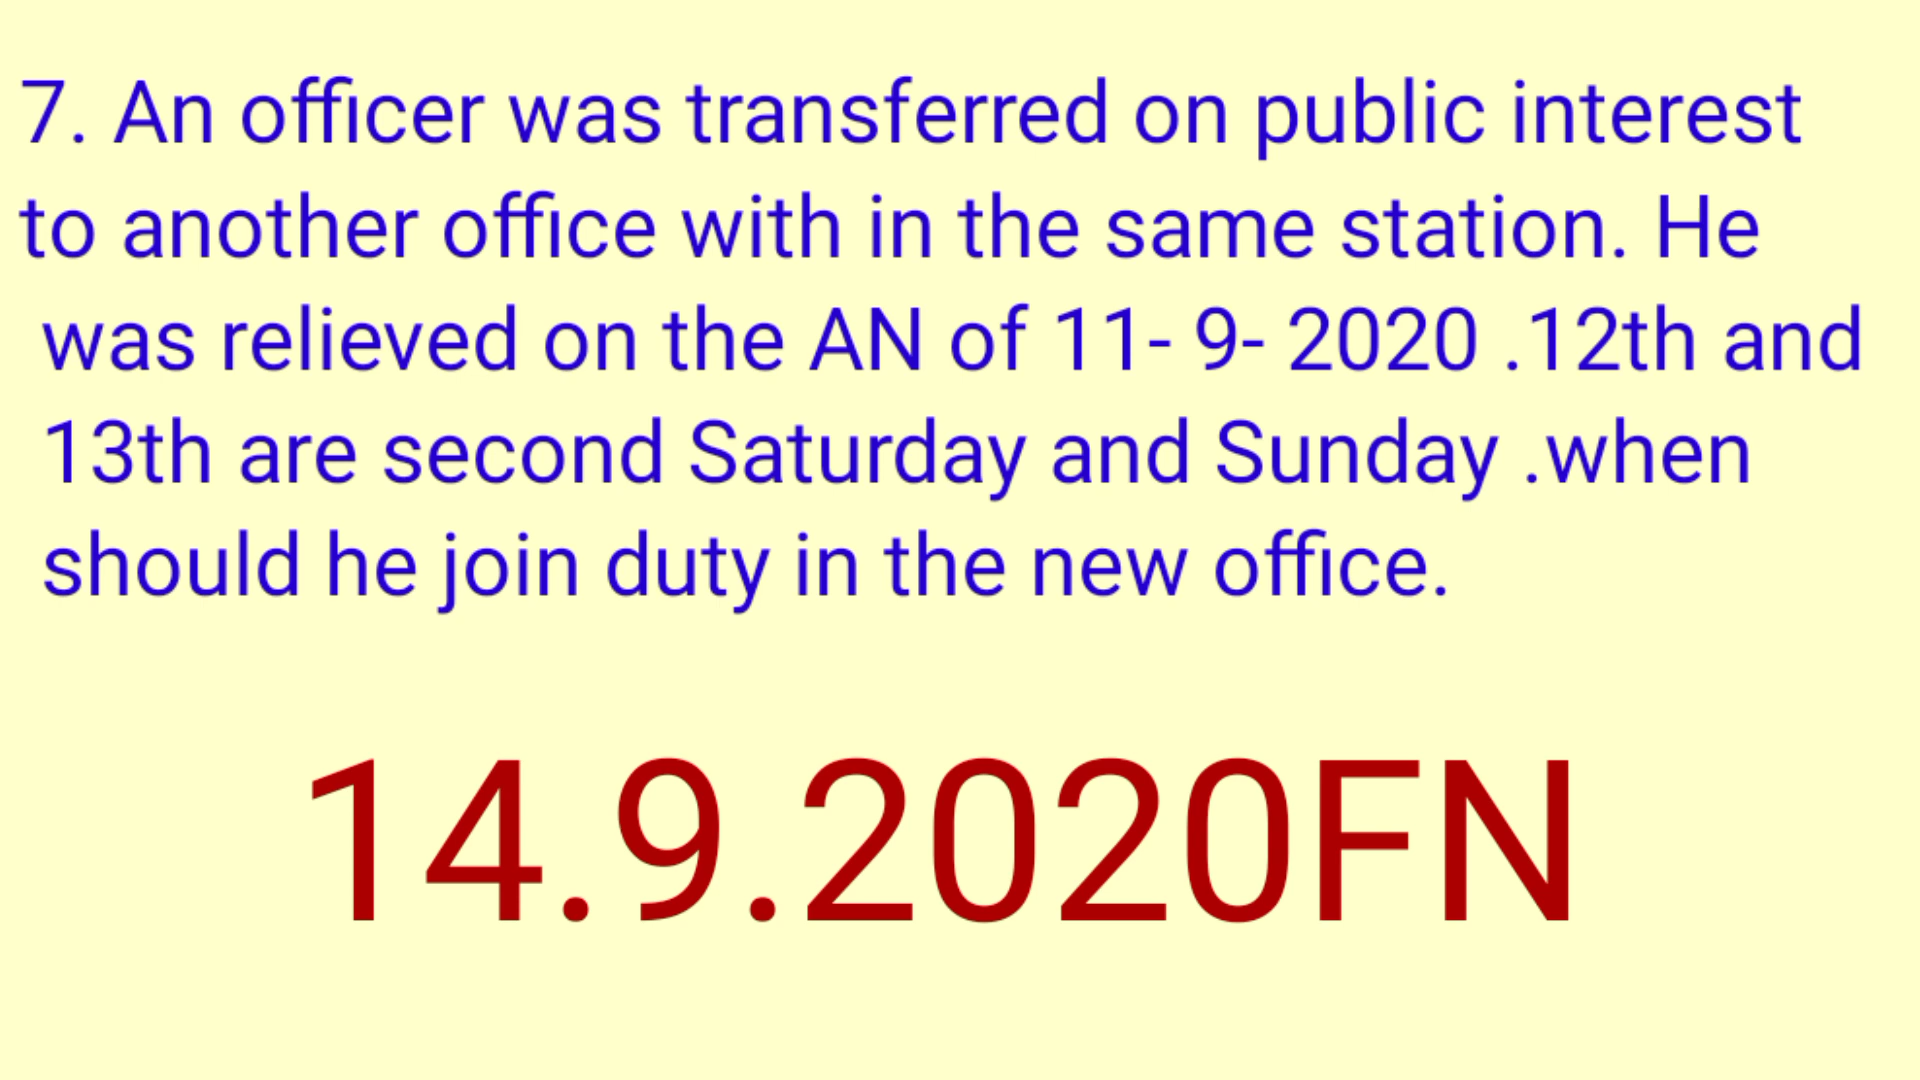 7. An officer was transferred on public interest
to another office with in the same station. He
was relieved on the AN of 11- 9- 2020 .12th and
13th are second Saturday and Sunday .when
should he join duty in the new office.
14.9.2020FN